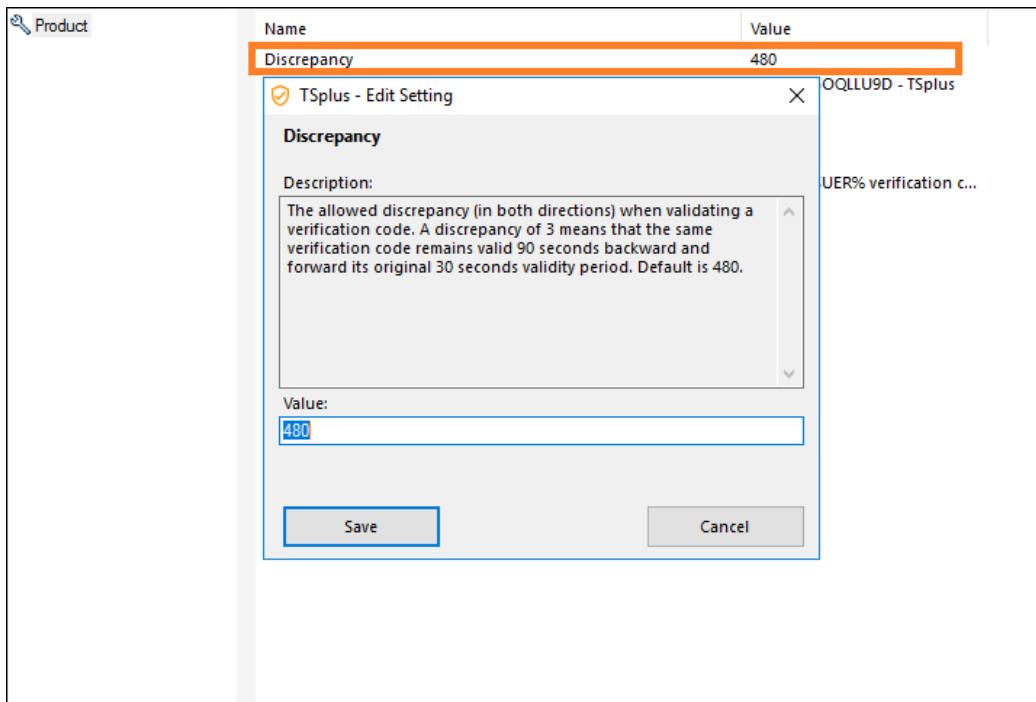 Product
Name Value
Discrepancy 480
TSplus - Edit Setting
OQLLU9D - TSplus
Discrepancy
Description:
UER% verification c...
The allowed discrepancy (in both directions) when validating a
verification code. A discrepancy of 3 means that the same
verification code remains valid 90 seconds backward and
forward its original 30 seconds validity period. Default is 480.
Value:
480
Save Cancel